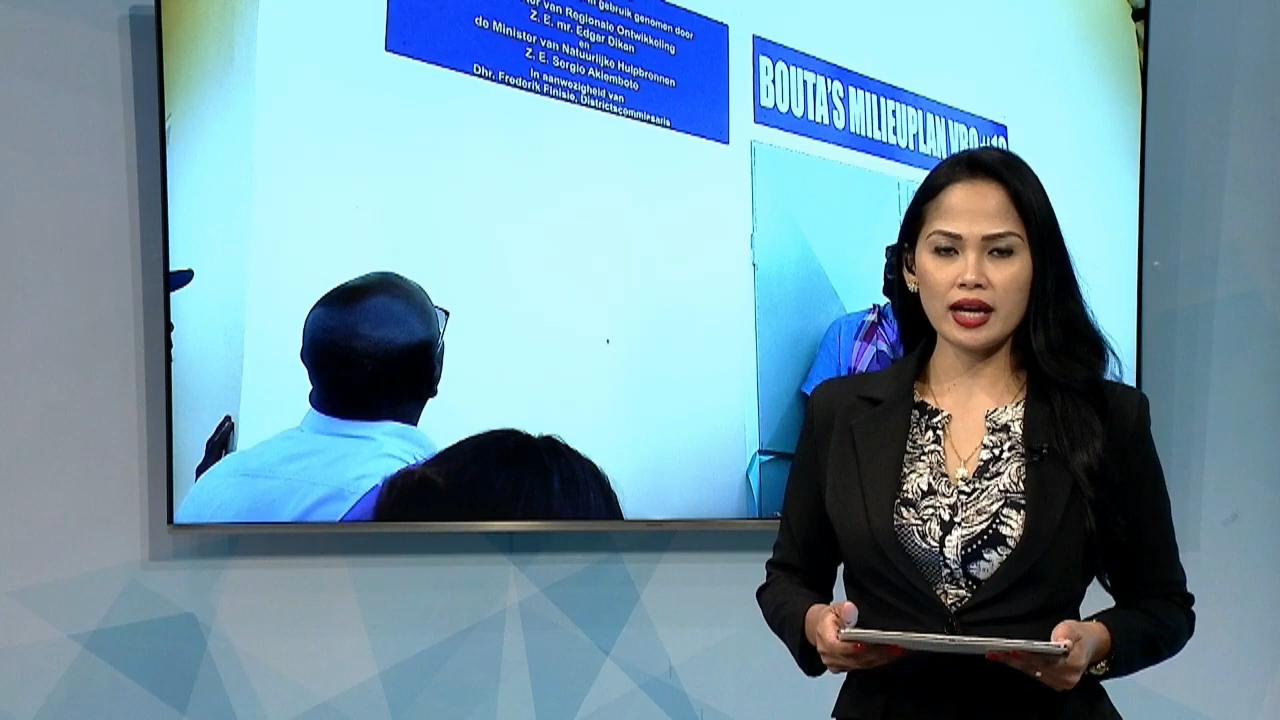 in gebruik genomen door
van Regionale Ontwikkeling
Z. E. mr. Edgar Dikan
en
de Minister van Natuurlijke Hulpbronnen
Z. E. Sergio Akiemboto
In aanwezigheid van
Dhr. Frederik Finisie, Districtscommissaris
BOUTA'S MILIEUPLAN